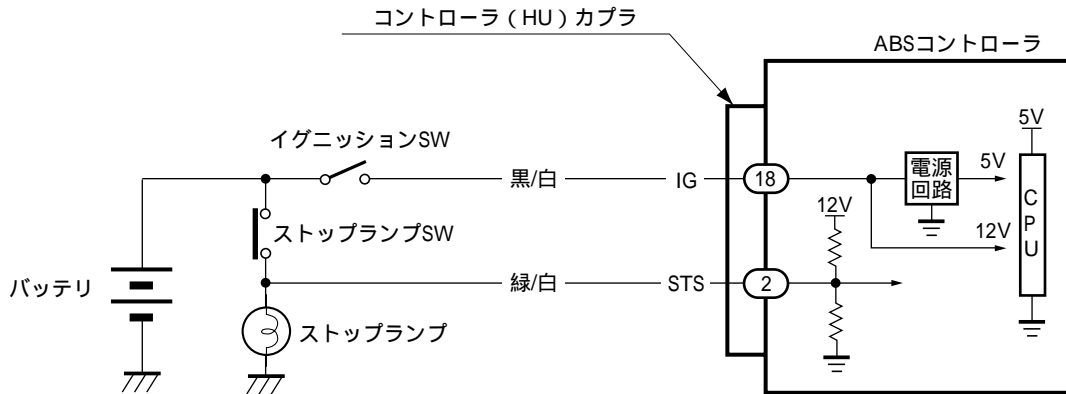 コントローラ(HU)カプラ
ABSコントローラ
イグニッションSW
黒/白
IG
18
電源
回路
5V
5V
12V
12V
CPU
ストップランプSW
バッテリ
緑/白
STS
2
ストップランプ